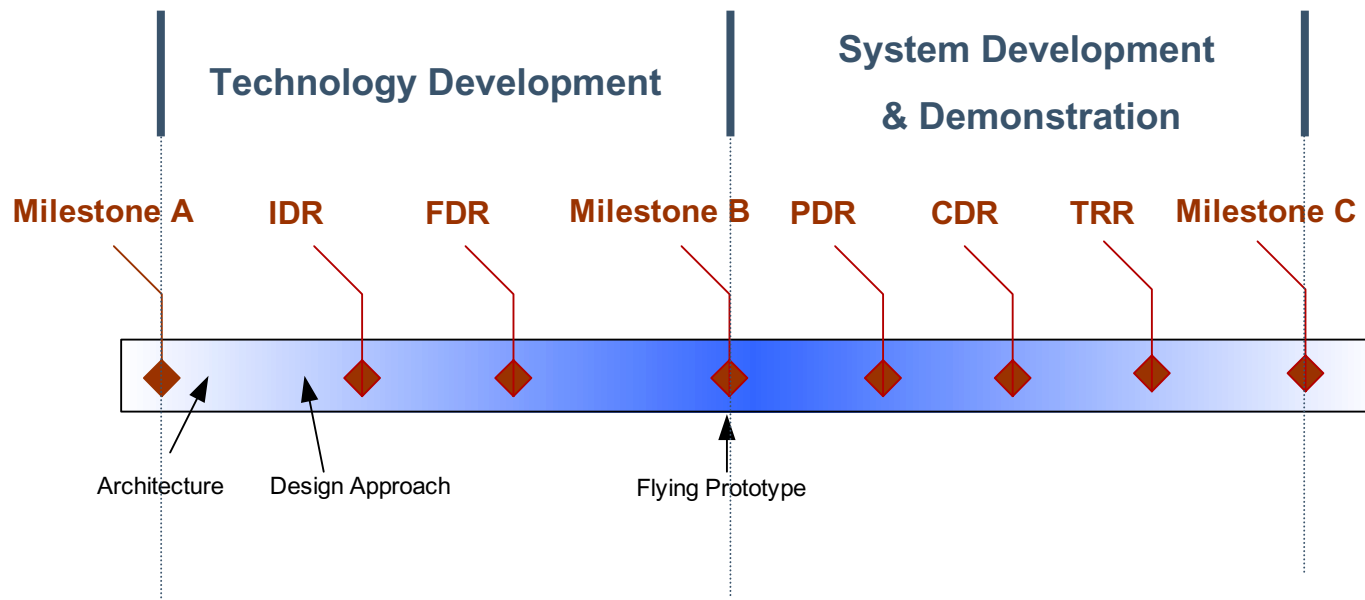 Technology Development
System Development
& Demonstration
Milestone A
IDR
FDR
Milestone B
PDR
CDR
TRR
Milestone C
Architecture
Design Approach
Flying Prototype